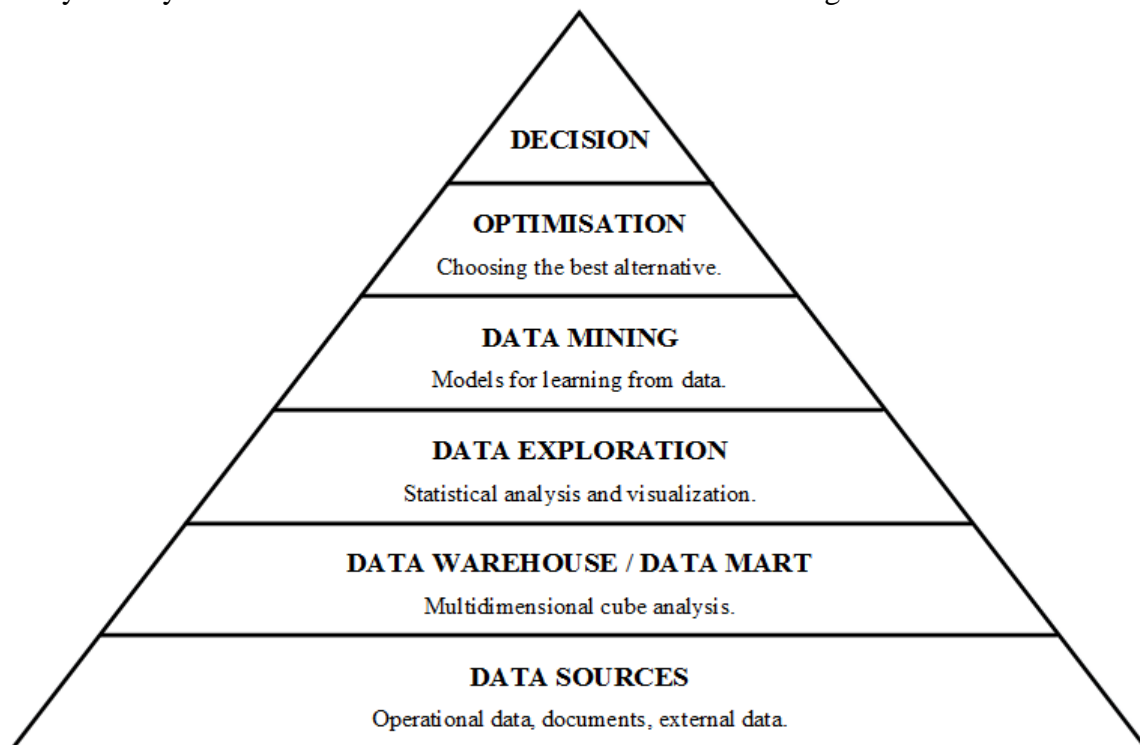 DECISION
OPTIMISATION
Choosing the best alternative.
DATA MINING
Models for learning from data.
DATA EXPLORATION
Statistical analysis and visualization.
DATA WAREHOUSE / DATA MART
Multidimensional cube analysis.
DATA SOURCES
Operational data, documents, external data.